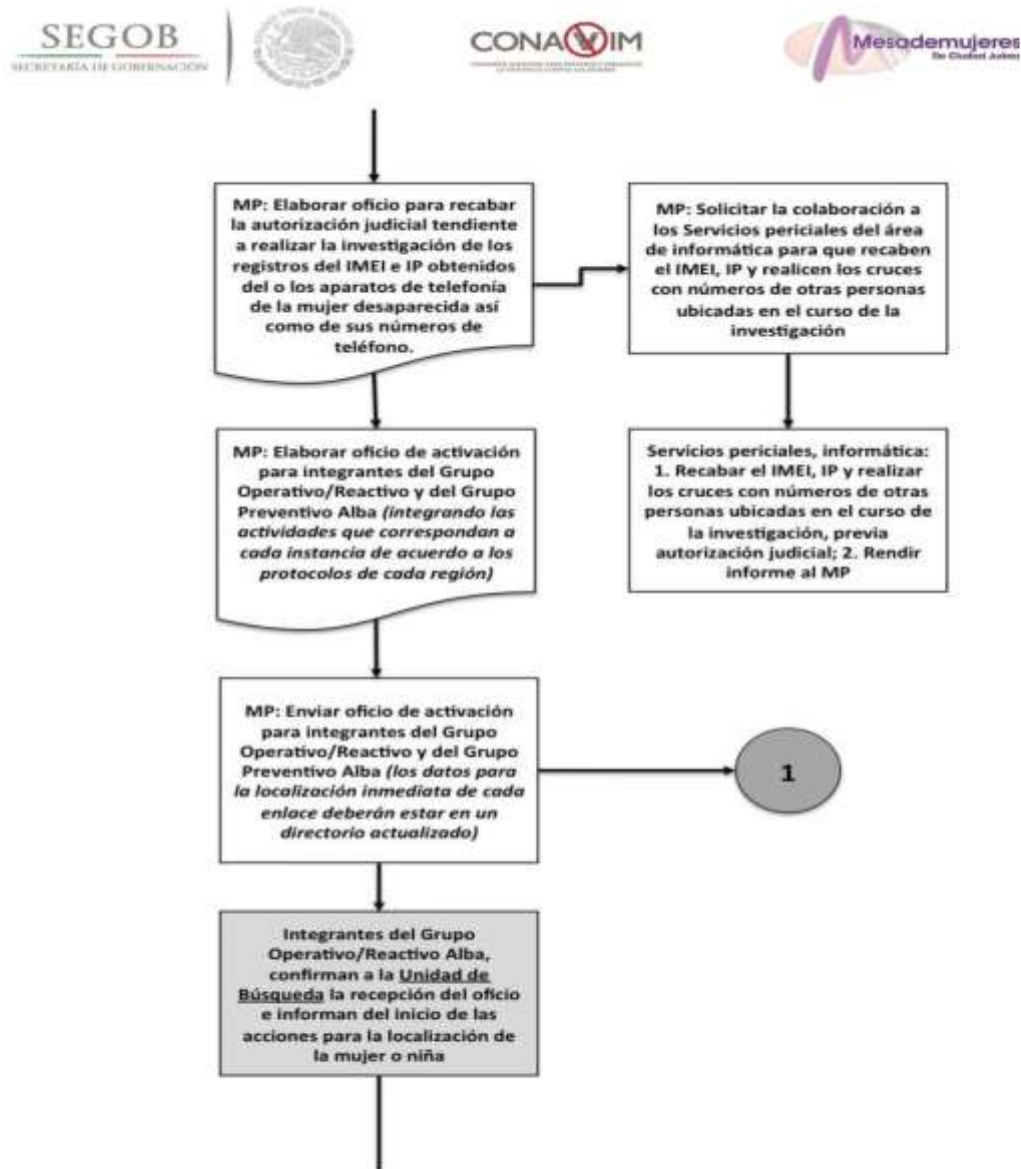 SEGOB
SECRETARÍA DE GOBERNACIÓN
CONAVIM
Mesademujeres
De Ciudad Juárez
MP: Elaborar oficio para recabar
la autorización judicial tendiente
a realizar la investigación de los
registros del IMEI e IP obtenidos
del o los aparatos de telefonía
de la mujer desaparecida así
como de sus números de
teléfono.
MP: Solicitar la colaboración a
los Servicios periciales del área
de informática para que recaben
el IMEI, IP y realicen los cruces
con números de otras personas
ubicadas en el curso de la
investigación
MP: Elaborar oficio de activación
para integrantes del Grupo
Operativo/Reactivo y del Grupo
Preventivo Alba (integrando las
actividades que correspondan a
cada instancia de acuerdo a los
protocolos de cada región)
Servicios periciales, informática:
1. Recabar el IMEI, IP y realizar
los cruces con números de otras
personas ubicadas en el curso de
la investigación, previa
autorización judicial; 2. Rendir
informe al MP
MP: Enviar oficio de activación
para integrantes del Grupo
Operativo/Reactivo y del Grupo
Preventivo Alba (los datos para
la localización inmediata de cada
enlace deberán estar en un
directorio actualizado)
1
Integrantes del Grupo
Operativo/Reactivo Alba,
confirman a la Unidad de
Búsqueda la recepción del oficio
e informan del inicio de las
acciones para la localización de
la mujer o niña